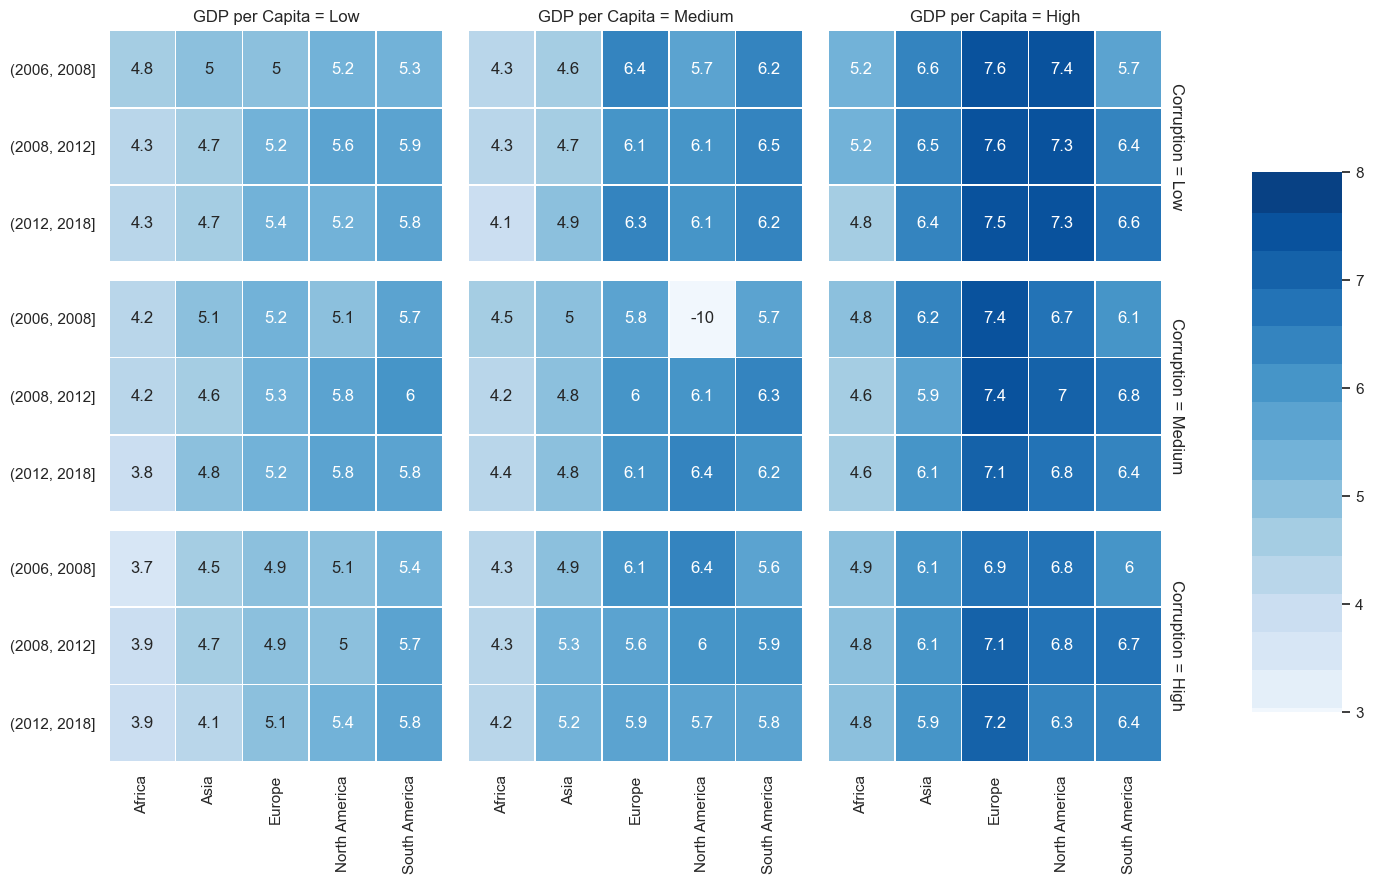 GDP per Capita = Low GDP per Capita = Medium GDP per Capita = High
(2006, 2008] 4.8 5 5 5.2 5.3 4.3 4.6 6.4 5.7 6.2 5.2 6.6 7.6 7.4 5.7
(2008, 2012] 4.3 4.7 5.2 5.6 5.9 4.3 4.7 6.1 6.1 6.5 5.2 6.5 7.6 7.3 6.4
(2012, 2018] 4.3 4.7 5.4 5.2 5.8 4.1 4.9 6.3 6.1 6.2 4.8 6.4 7.5 7.3 6.6
Corruption = Low
(2006, 2008] 4.2 5.1 5.2 5.1 5.7 4.5 5 5.8 -10 5.7 4.8 6.2 7.4 6.7 6.1
(2008, 2012] 4.2 4.6 5.3 5.8 6 4.2 4.8 6 6.1 6.3 4.6 5.9 7.4 7 6.8
(2012, 2018] 3.8 4.8 5.2 5.8 5.8 4.4 4.8 6.1 6.4 6.2 4.6 6.1 7.1 6.8 6.4
Corruption = Medium
(2006, 2008] 3.7 4.5 4.9 5.1 5.4 4.3 4.9 6.1 6.4 5.6 4.9 6.1 6.9 6.8 6
(2008, 2012] 3.9 4.7 4.9 5 5.7 4.3 5.3 5.6 6 5.9 4.8 6.1 7.1 6.8 6.7
(2012, 2018] 3.9 4.1 5.1 5.4 5.8 4.2 5.2 5.9 5.7 5.8 4.8 5.9 7.2 6.3 6.4
Corruption = High
Africa Asia Europe North America South America Africa Asia Europe North America South America Africa Asia Europe North America South America
8
7
6
5
4
3